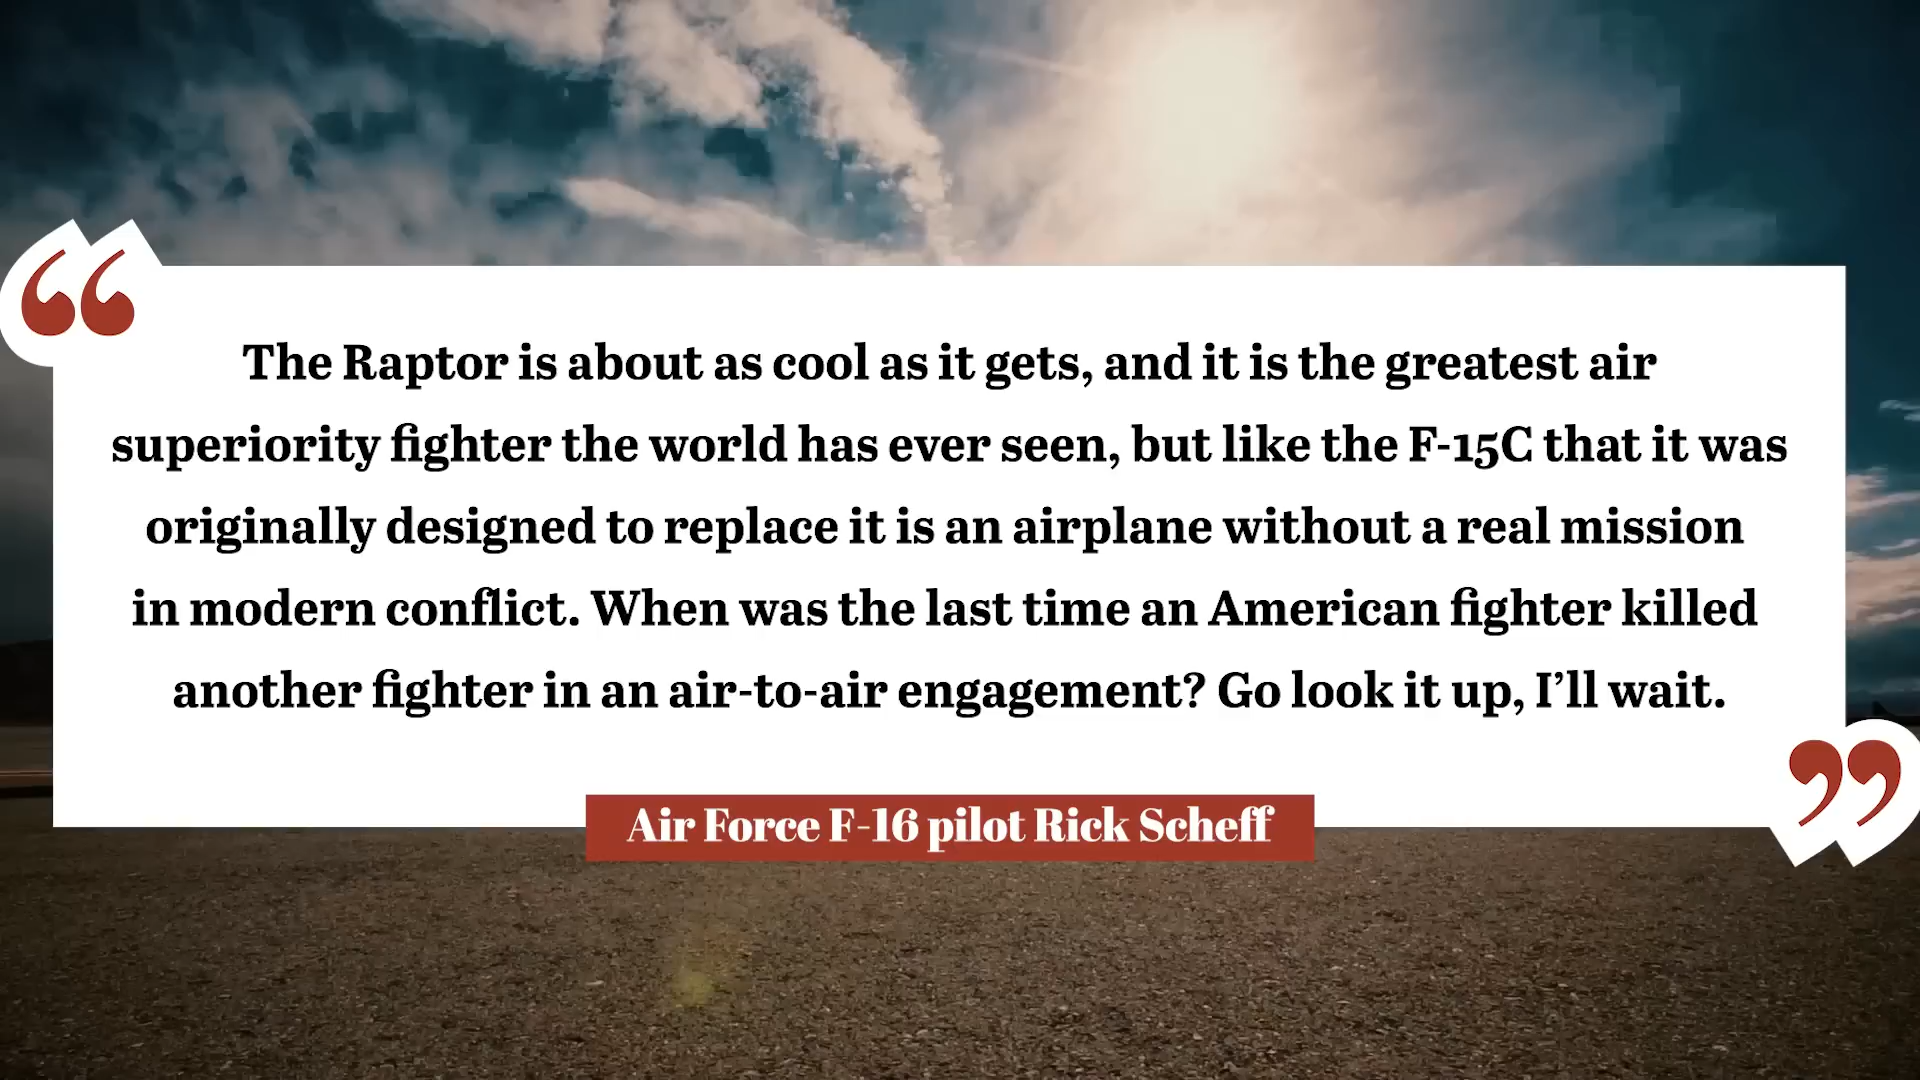 “
The Raptor is about as cool as it gets, and it is the greatest air
superiority fighter the world has ever seen, but like the F-15C that it was
originally designed to replace it is an airplane without a real mission
in modern conflict. When was the last time an American fighter killed
another fighter in an air-to-air engagement? Go look it up, I’ll wait.
”
Air Force F-16 pilot Rick Scheff